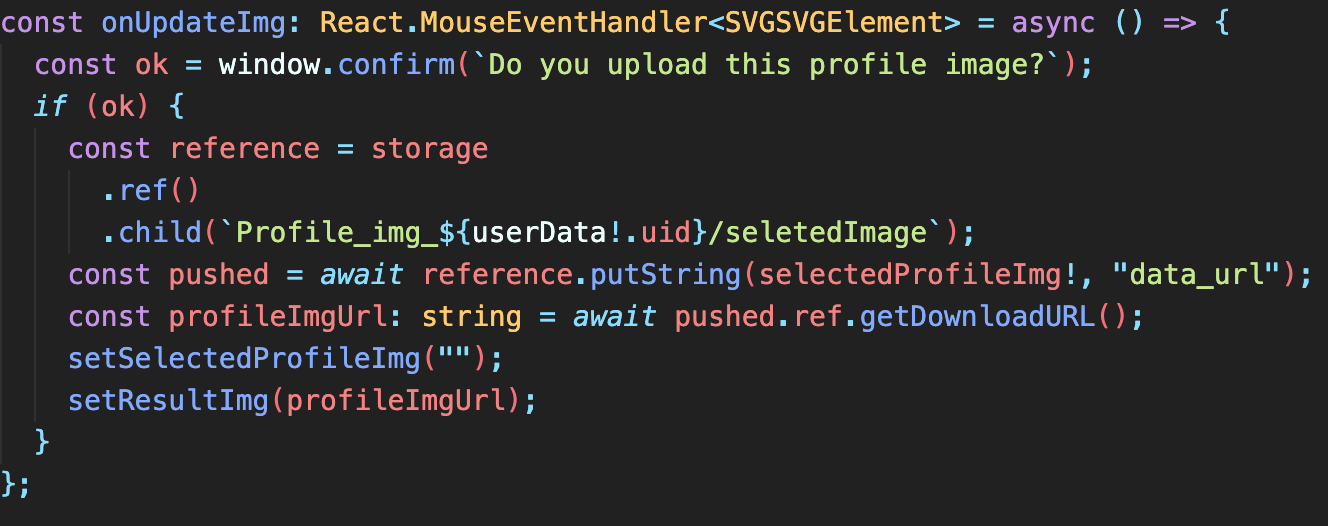 const onUpdateImg: React.MouseEventHandler<SVGSVGElement> = async () => {
  const ok = window.confirm(`Do you upload this profile image?`);
  if (ok) {
    const reference = storage
      .ref()
      .child(`Profile_img_${userData!.uid}/seletedImage`);
    const pushed = await reference.putString(selectedProfileImg!, "data_url");
    const profileImgUrl: string = await pushed.ref.getDownloadURL();
    setSelectedProfileImg("");
    setResultImg(profileImgUrl);
  }
};